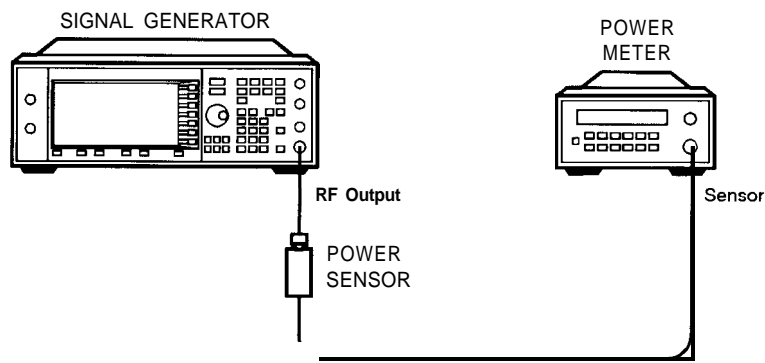 SIGNAL GENERATOR
POWER
METER
RF Output
Sensor
POWER
SENSOR